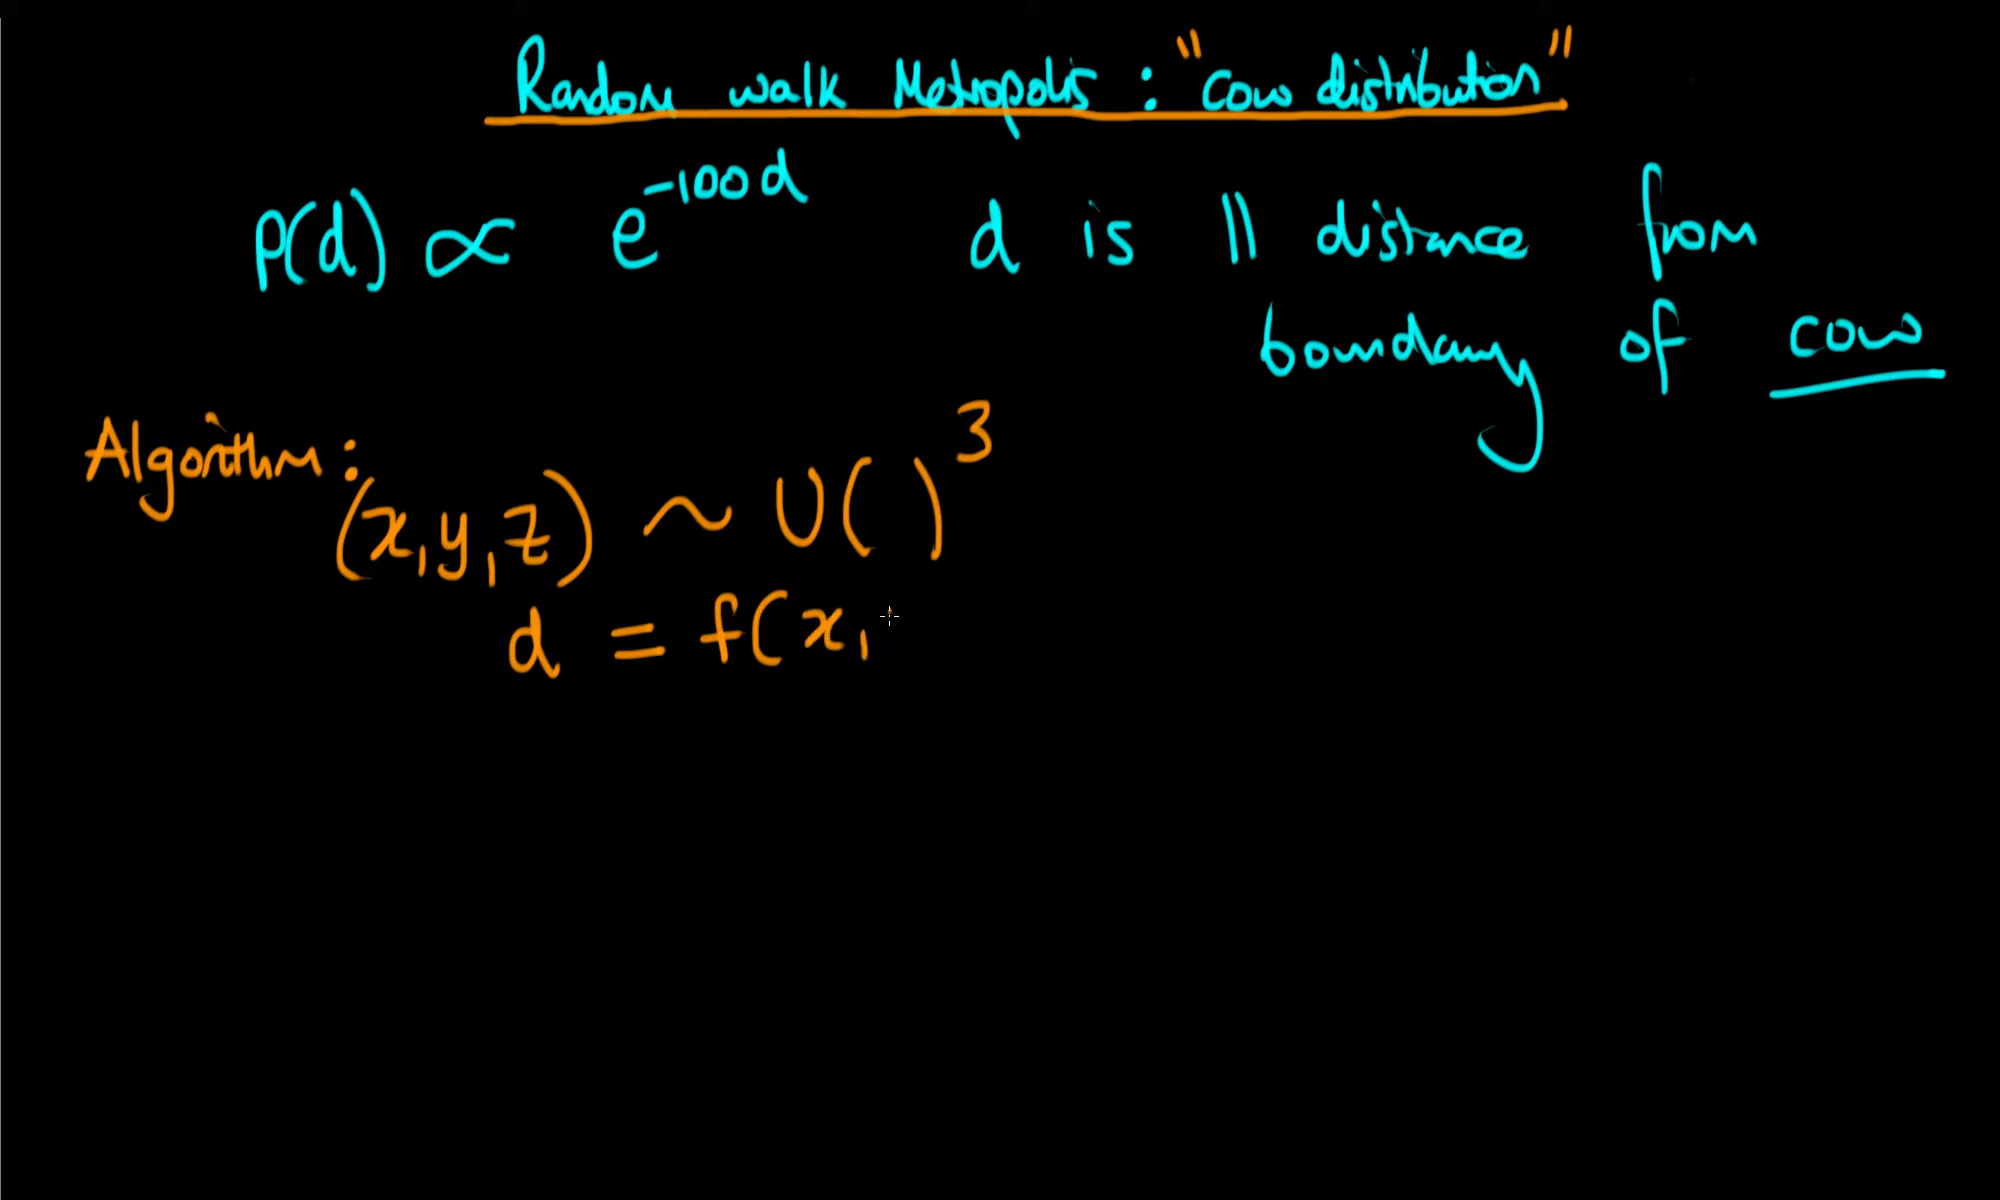 Random walk Metropolis: "Cow distribution"
P(d) ∝ e^{-100d} d is || distance from
boundary of cow
Algorithm:
(x,y,z) ~ U( )^3
d = f(x,